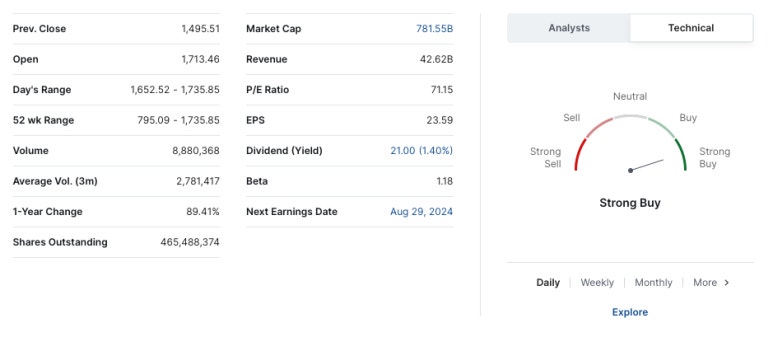 Prev. Close 1,495.51
Open 1,713.46
Day's Range 1,652.52 - 1,735.85
52 wk Range 795.09 - 1,735.85
Volume 8,880,368
Average Vol. (3m) 2,781,417
1-Year Change 89.41%
Shares Outstanding 465,488,374
Market Cap 781.55B
Revenue 42.62B
P/E Ratio 71.15
EPS 23.59
Dividend (Yield) 21.00 (1.40%)
Beta 1.18
Next Earnings Date Aug 29, 2024
Analysts Technical
Neutral
Sell Buy
Strong Strong
Sell Buy
Strong Buy
Daily Weekly Monthly More >
Explore